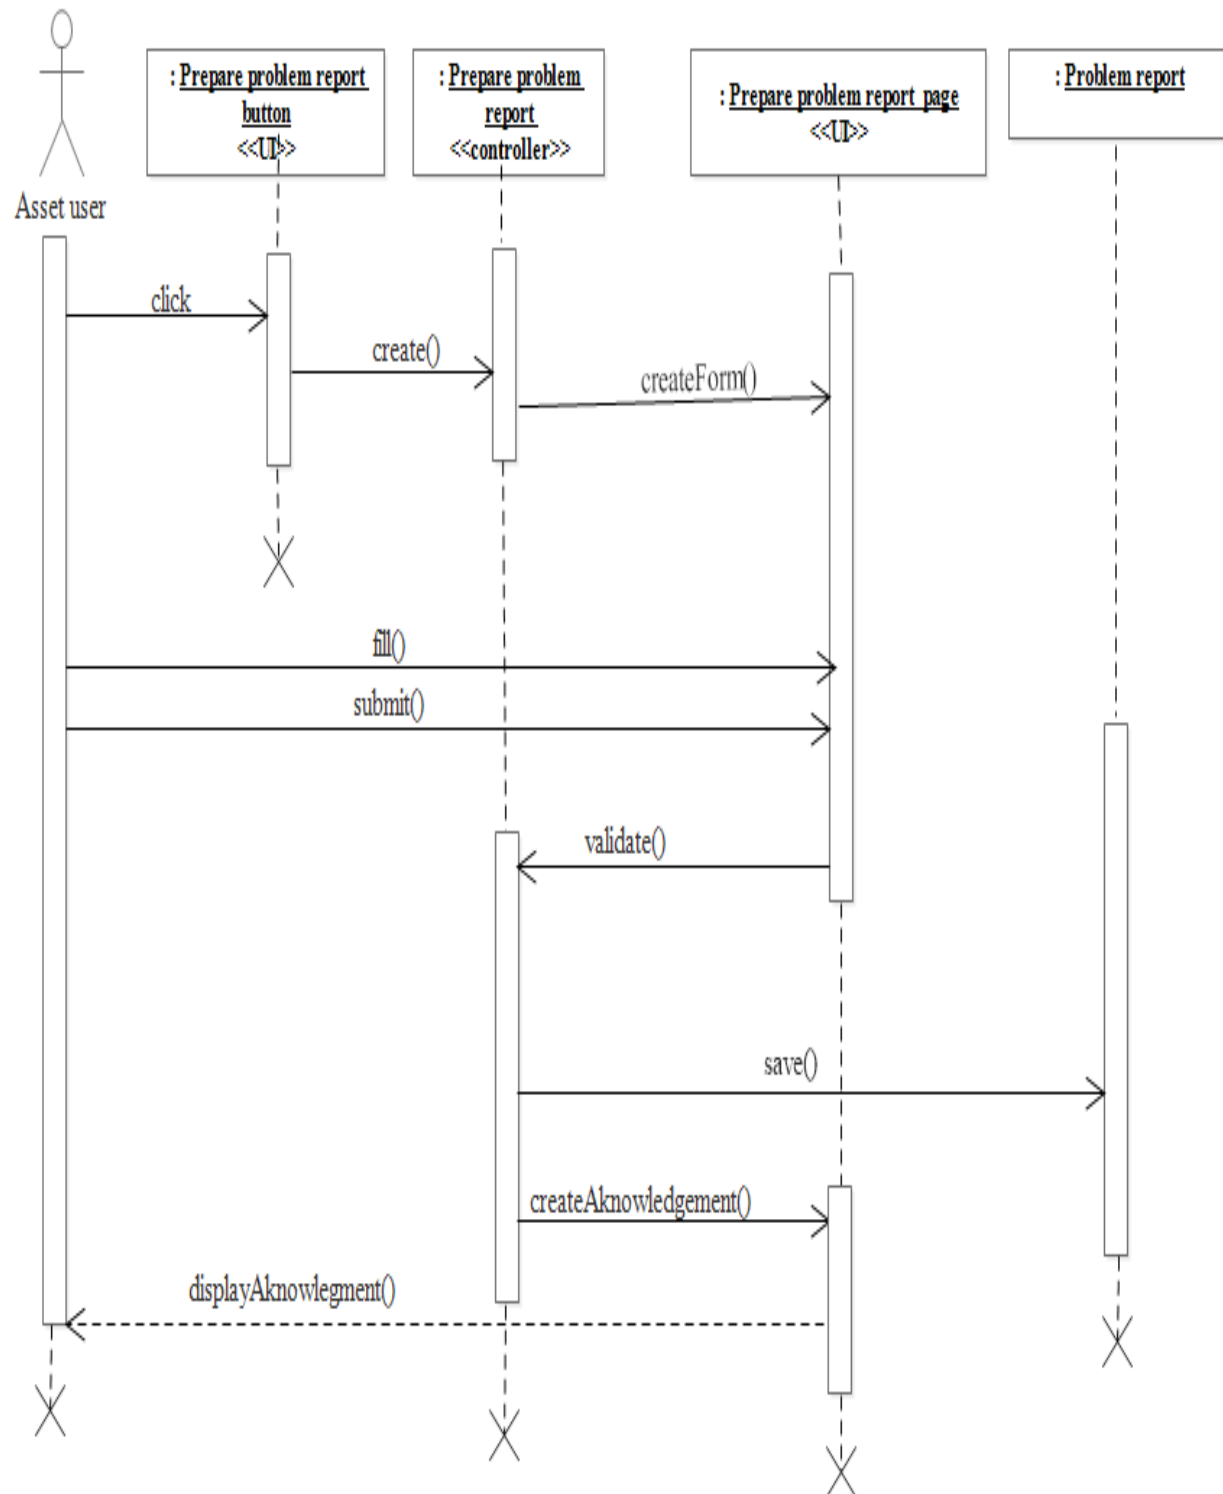 : Prepare problem report
button
<<UI>>
: Prepare problem
report
<<controller>>
: Prepare problem report page
<<UI>>
: Problem report
Asset user
click
create()
createForm()
fill()
submit()
validate()
save()
createAknowledgement()
displayAknowlegment()